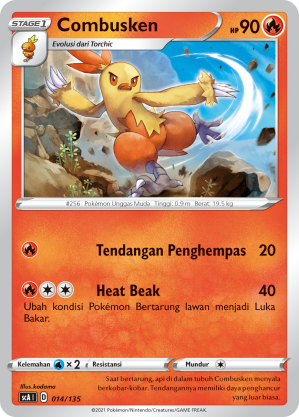 STAGE 1
Combusken
HP 90
Evolusi dari Torchic
#256 Pokémon Unggas Muda Tinggi: 0.9 m Berat: 19.5 kg
Tendangan Penghempas 20
Heat Beak 40
Ubah kondisi Pokémon Bertarung lawan menjadi Luka
Bakar.
Kelemahan × 2 Resistansi Mundur
Illus. kodama
sc A I D 014/135
Saat bertarung, api di dalam tubuh Combusken menyala
berkobar-kobar. Tendangannya memiliki daya penghancur
yang luar biasa.
©2021 Pokémon/Nintendo/Creatures/GAME FREAK.